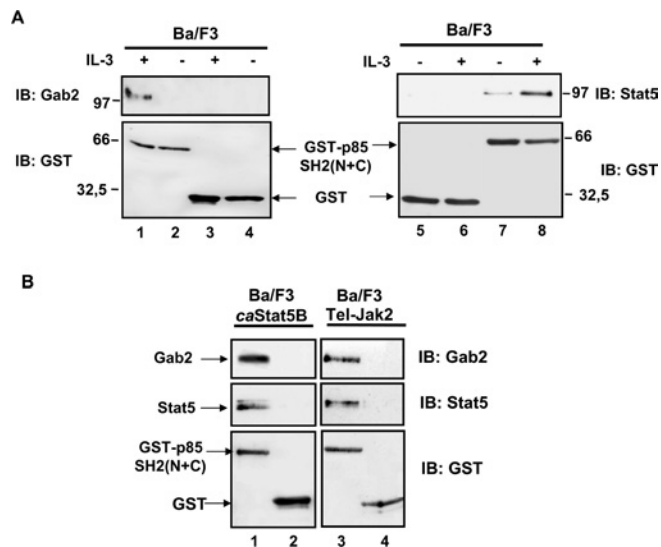 A
Ba/F3
IL-3 + - + -
IB: Gab2
97
IB: GST
66
32,5
1 2 3 4
GST-p85
SH2(N+C)
GST
Ba/F3
- + - +
97 IB: Stat5
66
IB: GST
32,5
5 6 7 8
B
Ba/F3
caStat5B
Ba/F3
Tel-Jak2
Gab2
IB: Gab2
Stat5
IB: Stat5
GST-p85
SH2(N+C)
IB: GST
GST
1 2 3 4